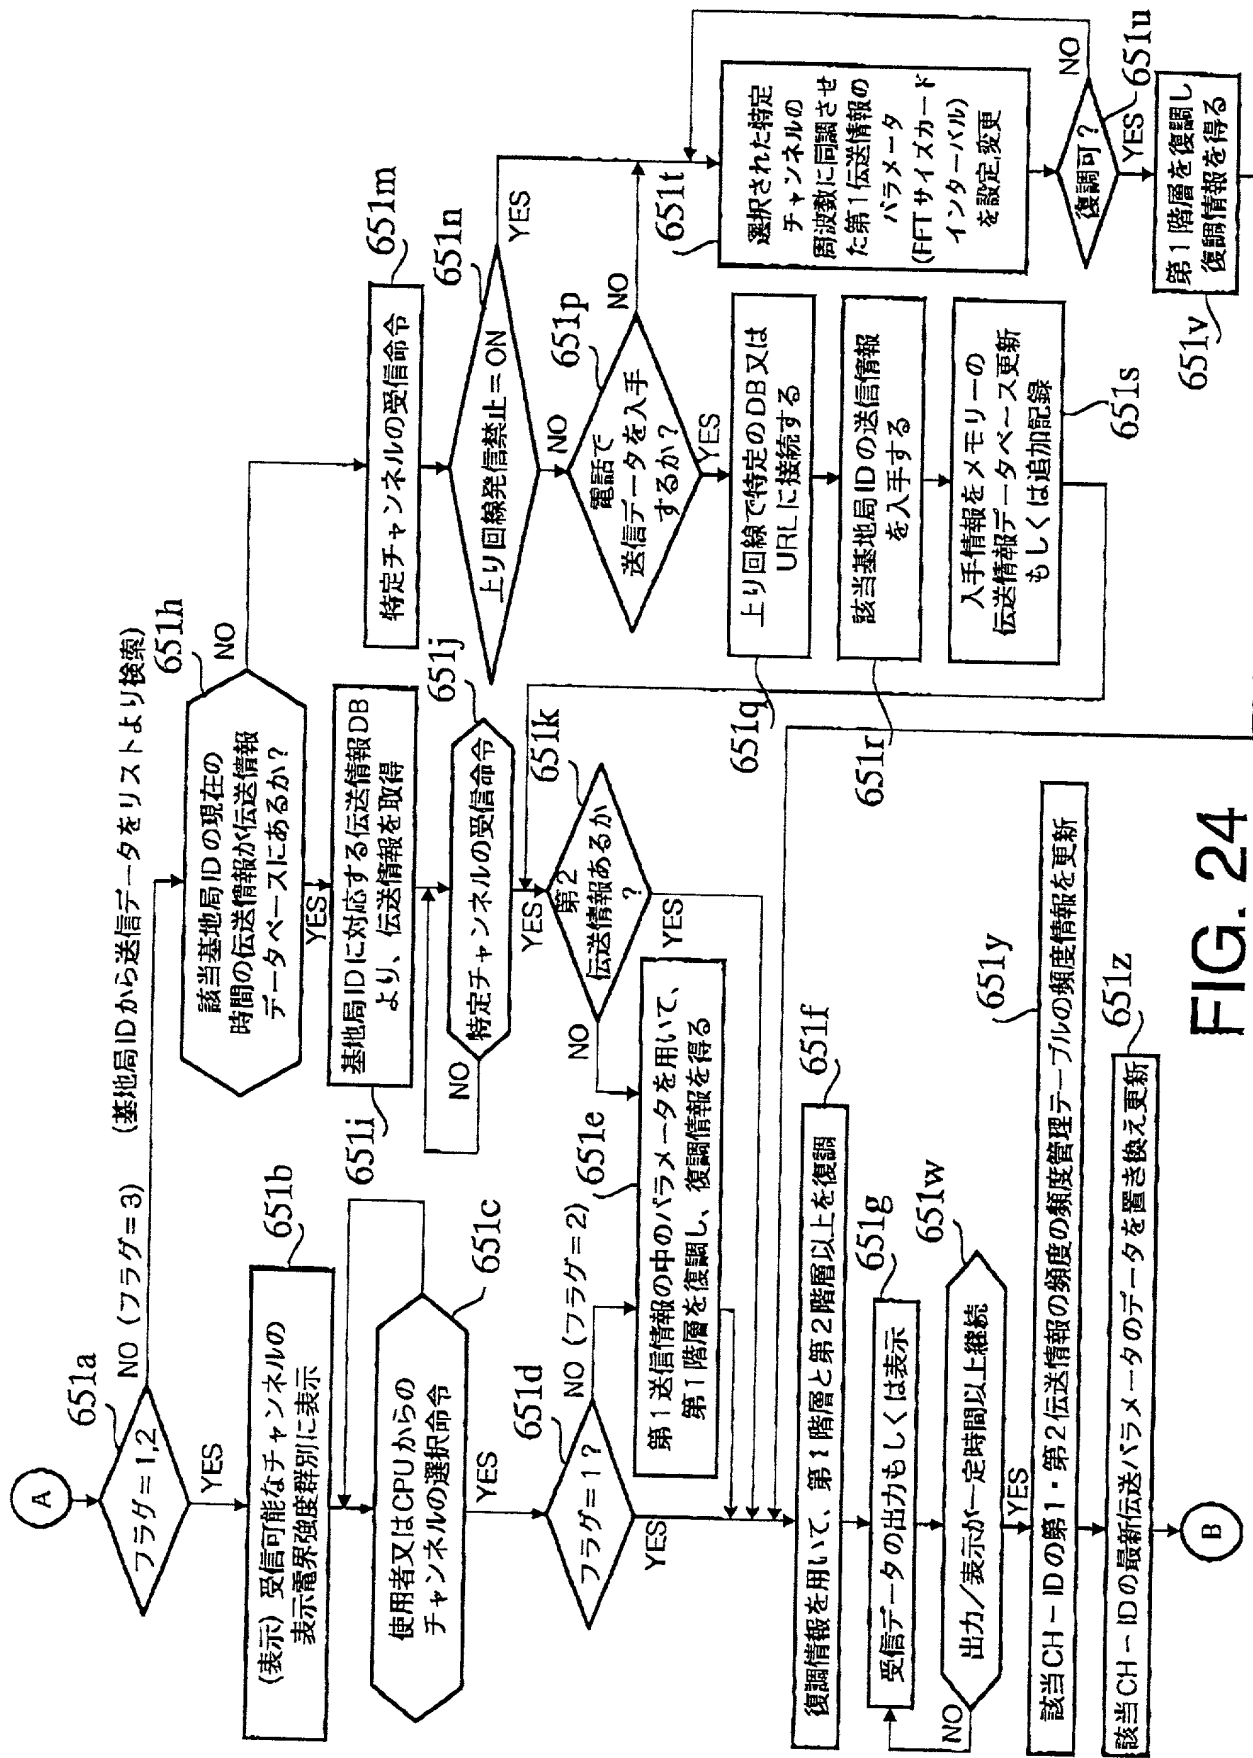 A
651a
フラグ=1,2
NO (フラグ=3)
(基地局IDから送信データをリストより検索)
YES
651b
(表示) 受信可能なチャンネルの
表示電界強度群別に表示
651c
使用者又はCPUからの
チャンネルの選択命令
YES
651d
フラグ=1?
NO (フラグ=2)
YES
651e
第1送信情報の中のパラメータを用いて、
第1階層を復調し、復調情報を得る
651f
復調情報を用いて、第1階層と第2階層以上を復調
651g
受信データの出力もしくは表示
651w
出力/表示が一定時間以上継続
NO
YES
651y
該当CH-IDの第1・第2伝送情報の頻度の頻度管理テーブルの頻度情報を更新
651z
該当CH-IDの最新伝送パラメータのデータを置き換え更新
B
651h
該当基地局IDの現在の
時間の伝送情報が伝送情報
データベースにあるか?
NO
YES
651i
基地局IDに対応する伝送情報DB
より、伝送情報を取得
651j
特定チャンネルの受信命令
NO
YES
651k
第2
伝送情報あるか
?
NO
YES
651m
特定チャンネルの受信命令
651n
上り回線発信禁止=ON
YES
NO
651p
電話で
送信データを入手
するか?
NO
YES
651q
上り回線で特定のDB又は
URLに接続する
651r
該当基地局IDの送信情報
を入手する
651s
入手情報をメモリーの
伝送情報データベース更新
もしくは追加記録
651t
選択された特定
チャンネルの
周波数に同調させ
た第1伝送情報の
パラメータ
(FFTサイズカード
インターバル)
を設定,変更
651u
復調可?
NO
YES
651v
第1階層を復調し
復調情報を得る
FIG. 24